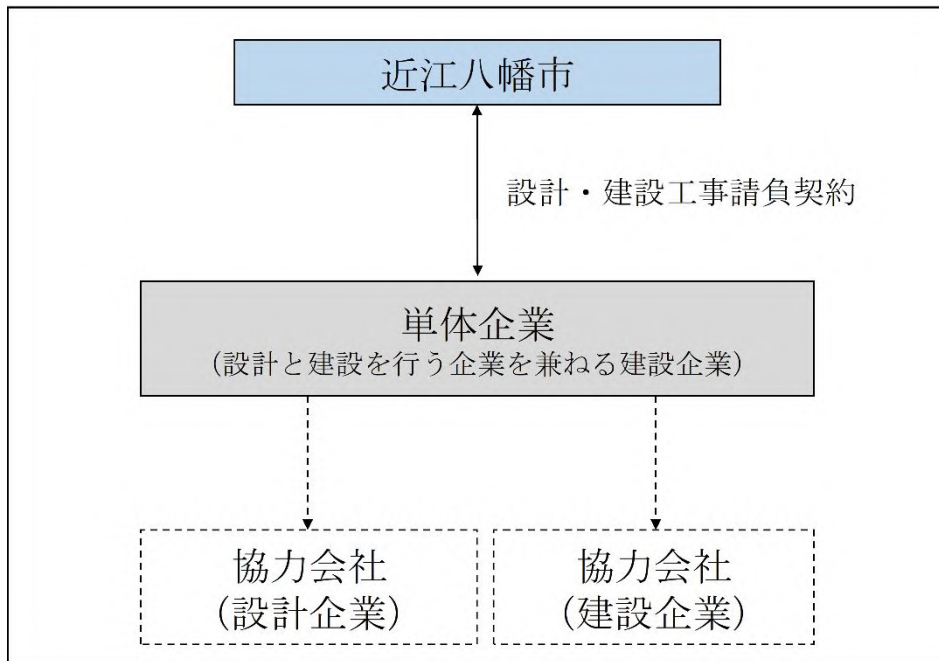 近江八幡市
設計・建設工事請負契約
単体企業
(設計と建設を行う企業を兼ねる建設企業)
協力会社
(設計企業)
協力会社
(建設企業)